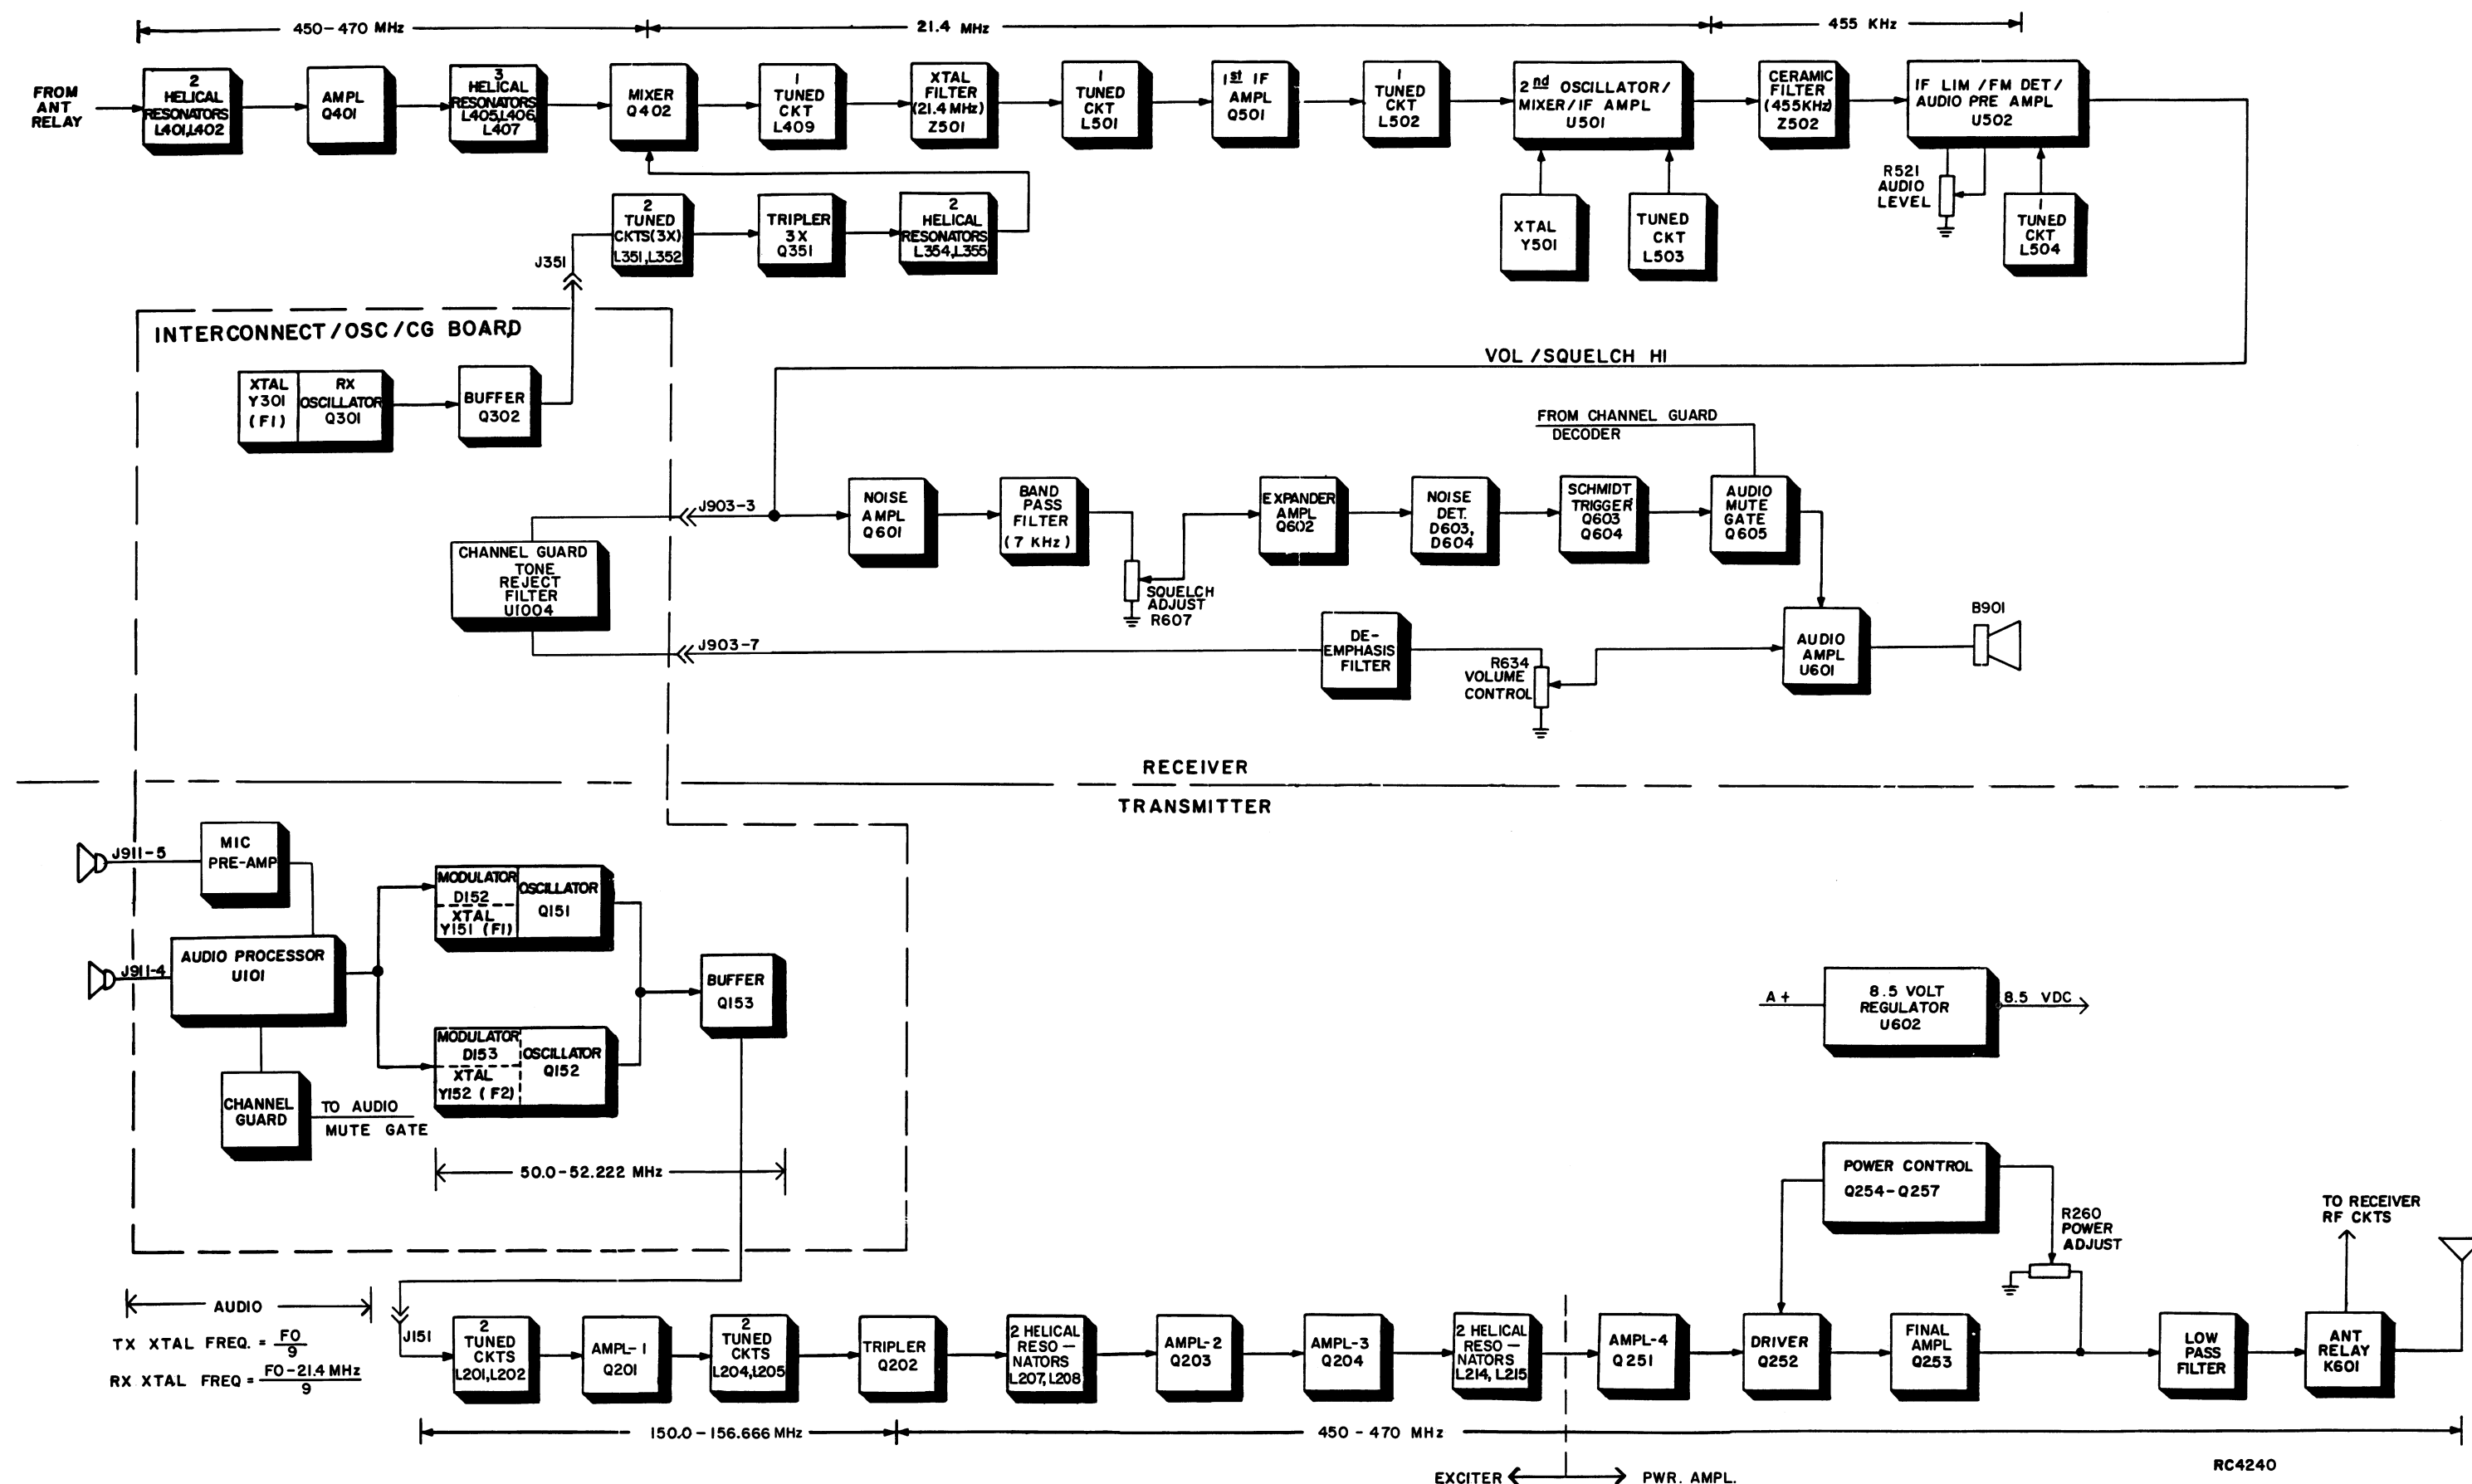 450-470 MHz
21.4 MHz
455 KHz
FROM
ANT
RELAY
2
HELICAL
RESONATORS
L401,L402
AMPL
Q401
3
HELICAL
RESONATORS
L405,L406,
L407
MIXER
Q402
1
TUNED
CKT
L409
XTAL
FILTER
(21.4 MHz)
Z501
1
TUNED
CKT
L501
1st IF
AMPL
Q501
1
TUNED
CKT
L502
2nd OSCILLATOR/
MIXER/IF AMPL
U501
CERAMIC
FILTER
(455KHz)
Z502
IF LIM /FM DET/
AUDIO PRE AMPL
U502
R521
AUDIO
LEVEL
1
TUNED
CKT
L504
XTAL
Y501
TUNED
CKT
L503
2
TUNED
CKTS(3X)
L351,L352
TRIPLER
3X
Q351
2
HELICAL
RESONATORS
L354,L355
J351
INTERCONNECT/OSC/CG BOARD
XTAL
Y301
(F1)
RX
OSCILLATOR
Q301
BUFFER
Q302
VOL /SQUELCH HI
FROM CHANNEL GUARD
DECODER
J903-3
NOISE
AMPL
Q601
BAND
PASS
FILTER
(7 KHz)
SQUELCH
ADJUST
R607
EXPANDER
AMPL
Q602
NOISE
DET.
D603,
D604
SCHMIDT
TRIGGER
Q603
Q604
AUDIO
MUTE
GATE
Q605
CHANNEL GUARD
TONE
REJECT
FILTER
U1004
J903-7
DE-
EMPHASIS
FILTER
R634
VOLUME
CONTROL
AUDIO
AMPL
U601
B901
RECEIVER
TRANSMITTER
J911-5
MIC
PRE-AMP
J911-4
AUDIO PROCESSOR
U101
MODULATOR
D152
XTAL
Y151 (F1)
OSCILLATOR
Q151
MODULATOR
D153
XTAL
Y152 (F2)
OSCILLATOR
Q152
BUFFER
Q153
CHANNEL
GUARD
TO AUDIO
MUTE GATE
50.0-52.222 MHz
A+
8.5 VOLT
REGULATOR
U602
8.5 VDC
POWER CONTROL
Q254-Q257
R260
POWER
ADJUST
TO RECEIVER
RF CKTS
AUDIO
TX XTAL FREQ. = FO
9
RX XTAL FREQ = FO-21.4 MHz
9
J151
2
TUNED
CKTS
L201,L202
AMPL-1
Q201
2
TUNED
CKTS
L204,L205
TRIPLER
Q202
2 HELICAL
RESO-
NATORS
L207,L208
AMPL-2
Q203
AMPL-3
Q204
2 HELICAL
RESO-
NATORS
L214, L215
AMPL-4
Q251
DRIVER
Q252
FINAL
AMPL
Q253
LOW
PASS
FILTER
ANT
RELAY
K601
150.0-156.666 MHz
450-470 MHz
EXCITER
PWR. AMPL.
RC4240